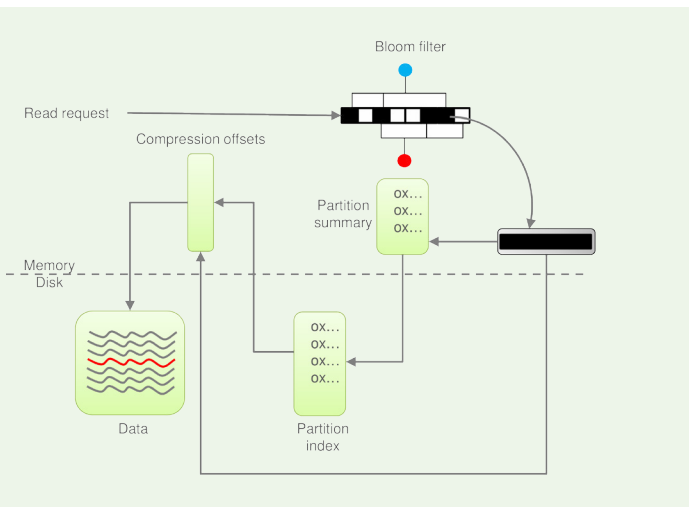 Bloom filter
Read request
Compression offsets
Partition
summary
ox...
ox...
ox...
Memory
Disk
ox...
ox...
ox...
ox...
Data
Partition
index